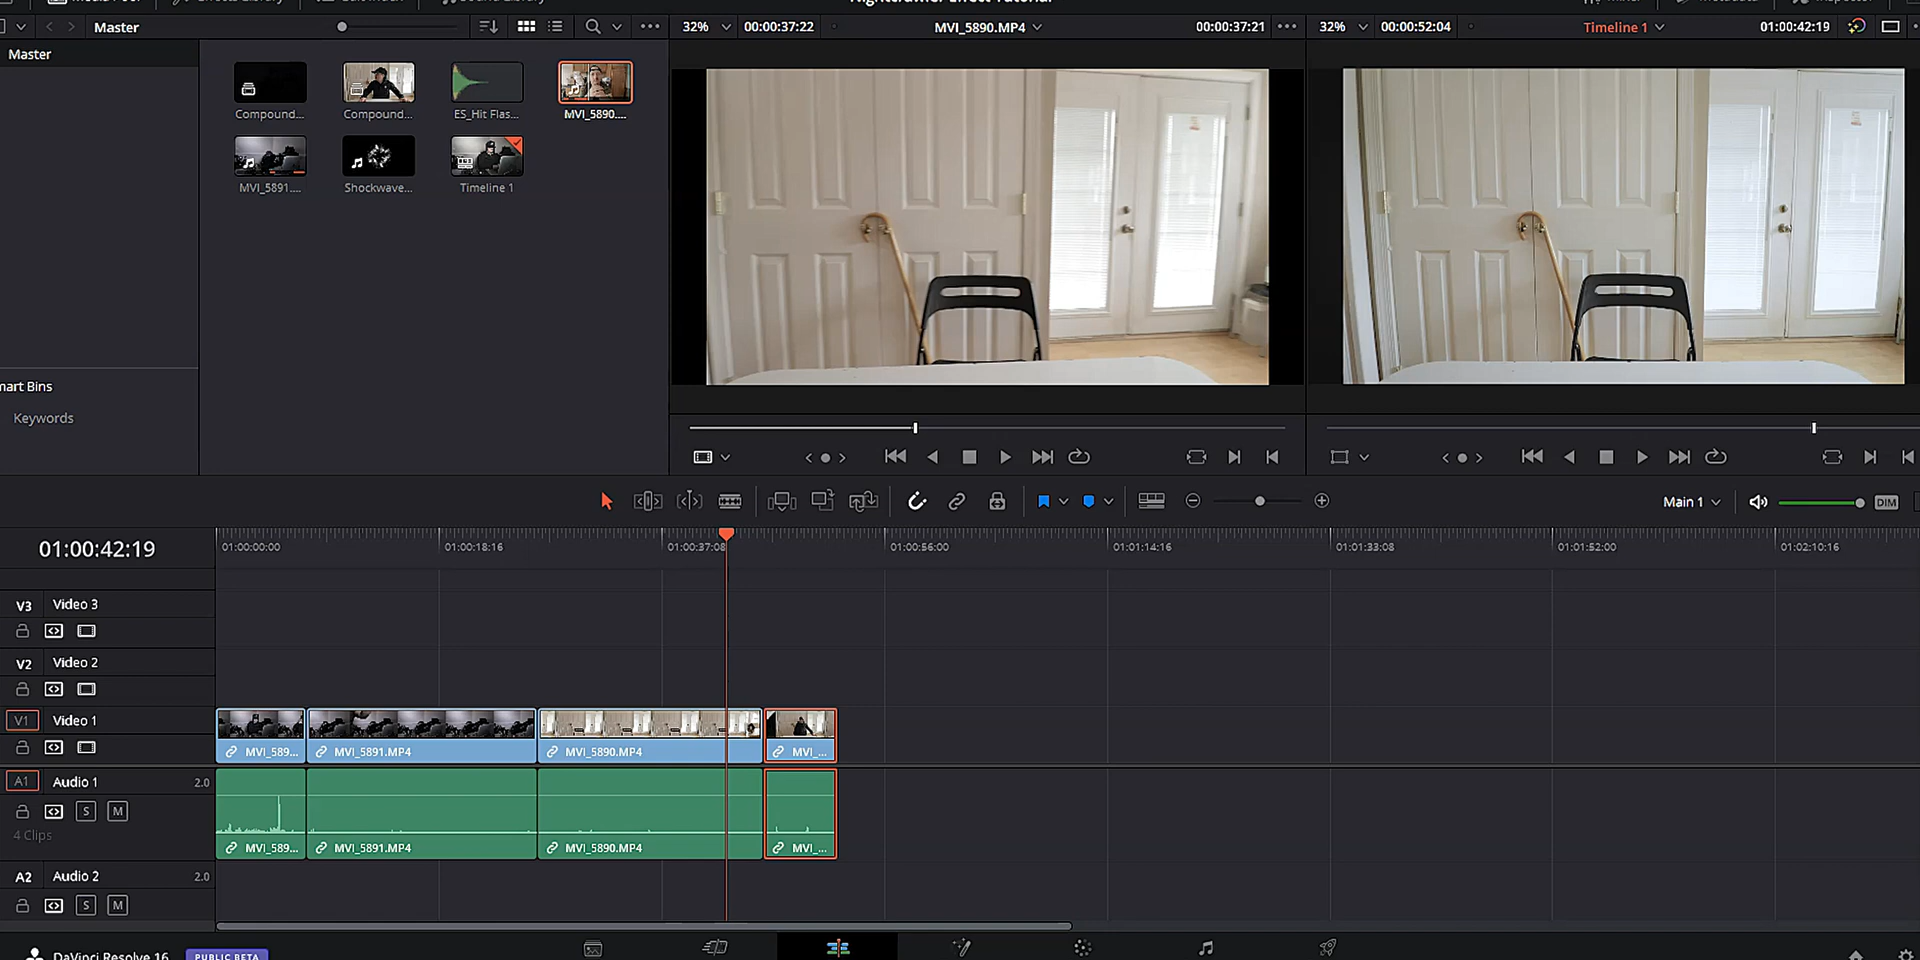 Nightcrawler Effect Tutorial
Master
32%
00:00:37:22
MVI_5890.MP4
00:00:37:21
32%
00:00:52:04
Timeline 1
01:00:42:19
Master
Compound...
Compound...
ES_Hit Flas...
MVI_5890....
MVI_5891....
Shockwave...
Timeline 1
mart Bins
Keywords
Main 1
DIM
01:00:42:19
01:00:00:00
01:00:18:16
01:00:37:08
01:00:56:00
01:01:14:16
01:01:33:08
01:01:52:00
01:02:10:16
V3 Video 3
V2 Video 2
V1 Video 1
MVI_589...
MVI_5891.MP4
MVI_5890.MP4
MVI_...
A1 Audio 1 2.0
S M
4 Clips
MVI_589...
MVI_5891.MP4
MVI_5890.MP4
MVI_...
A2 Audio 2 2.0
S M
DaVinci Resolve 16
PUBLIC BETA